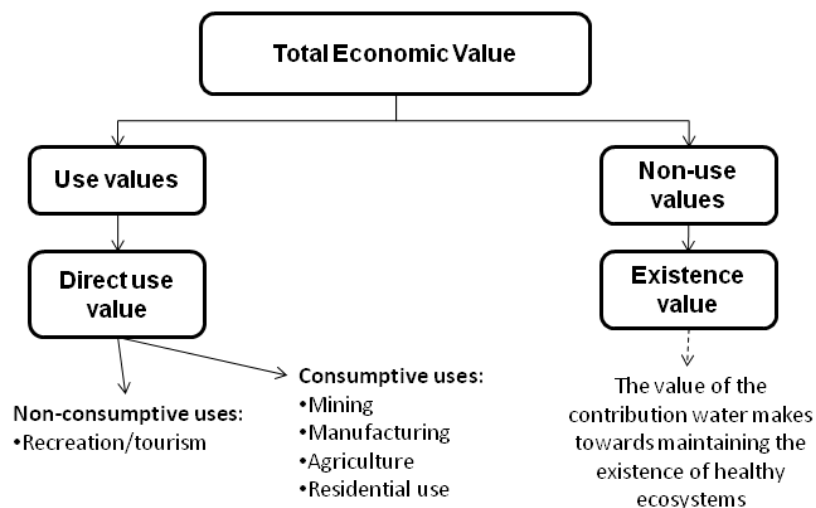 Total Economic Value
Use values
Non-use
values
Direct use
value
Existence
value
Non-consumptive uses:
•Recreation/tourism
Consumptive uses:
•Mining
•Manufacturing
•Agriculture
•Residential use
The value of the
contribution water makes
towards maintaining the
existence of healthy
ecosystems